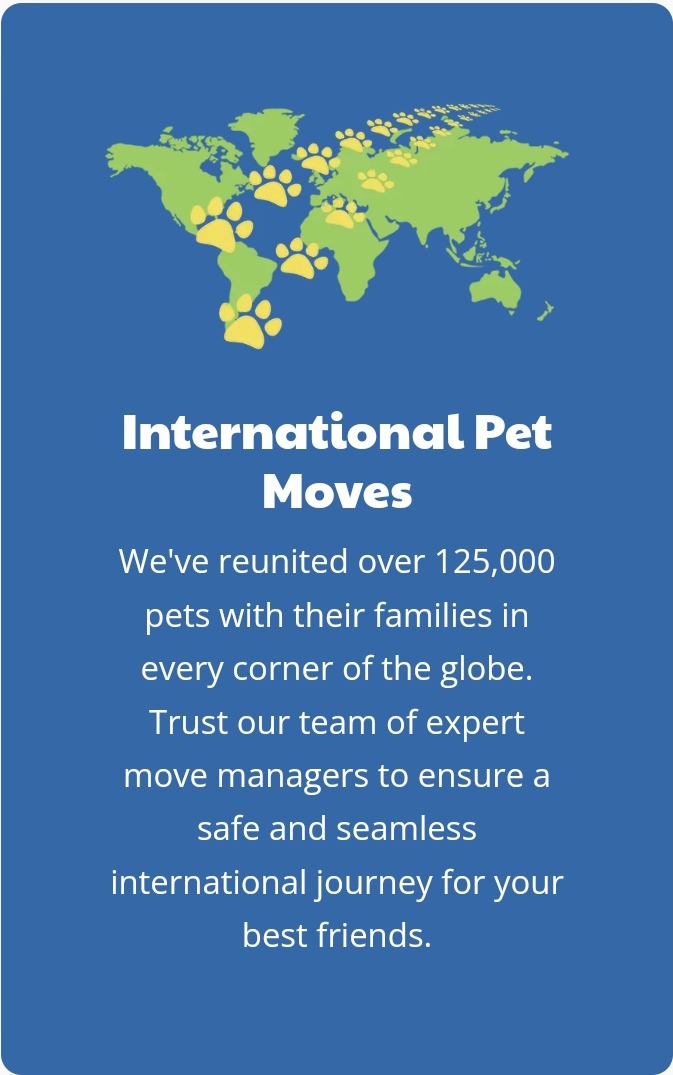 International Pet
Moves
We've reunited over 125,000
pets with their families in
every corner of the globe.
Trust our team of expert
move managers to ensure a
safe and seamless
international journey for your
best friends.